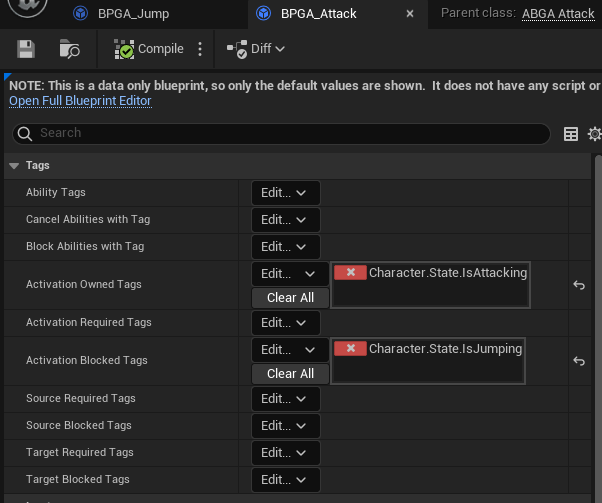 BPGA_Jump
BPGA_Attack
Parent class: ABGA Attack
Compile
Diff
NOTE: This is a data only blueprint, so only the default values are shown. It does not have any script or
Open Full Blueprint Editor
Search
Tags
Ability Tags Edit...
Cancel Abilities with Tag Edit...
Block Abilities with Tag Edit...
Activation Owned Tags Edit... Clear All Character.State.IsAttacking
Activation Required Tags Edit...
Activation Blocked Tags Edit... Clear All Character.State.IsJumping
Source Required Tags Edit...
Source Blocked Tags Edit...
Target Required Tags Edit...
Target Blocked Tags Edit...